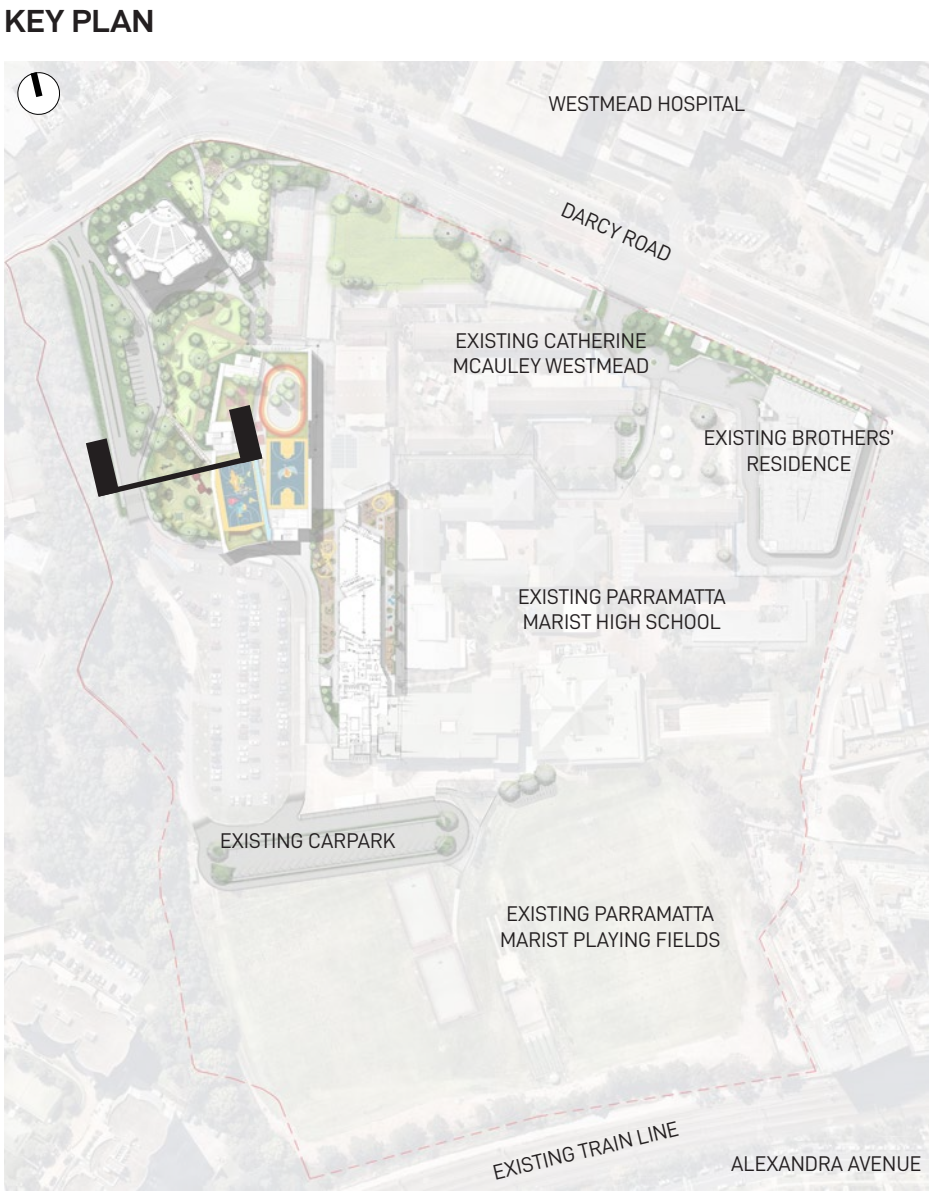 KEY PLAN
WESTMEAD HOSPITAL
DARCY ROAD
EXISTING CATHERINE
MCAULEY WESTMEAD
EXISTING BROTHERS'
RESIDENCE
EXISTING PARRAMATTA
MARIST HIGH SCHOOL
EXISTING CARPARK
EXISTING PARRAMATTA
MARIST PLAYING FIELDS
EXISTING TRAIN LINE
ALEXANDRA AVENUE